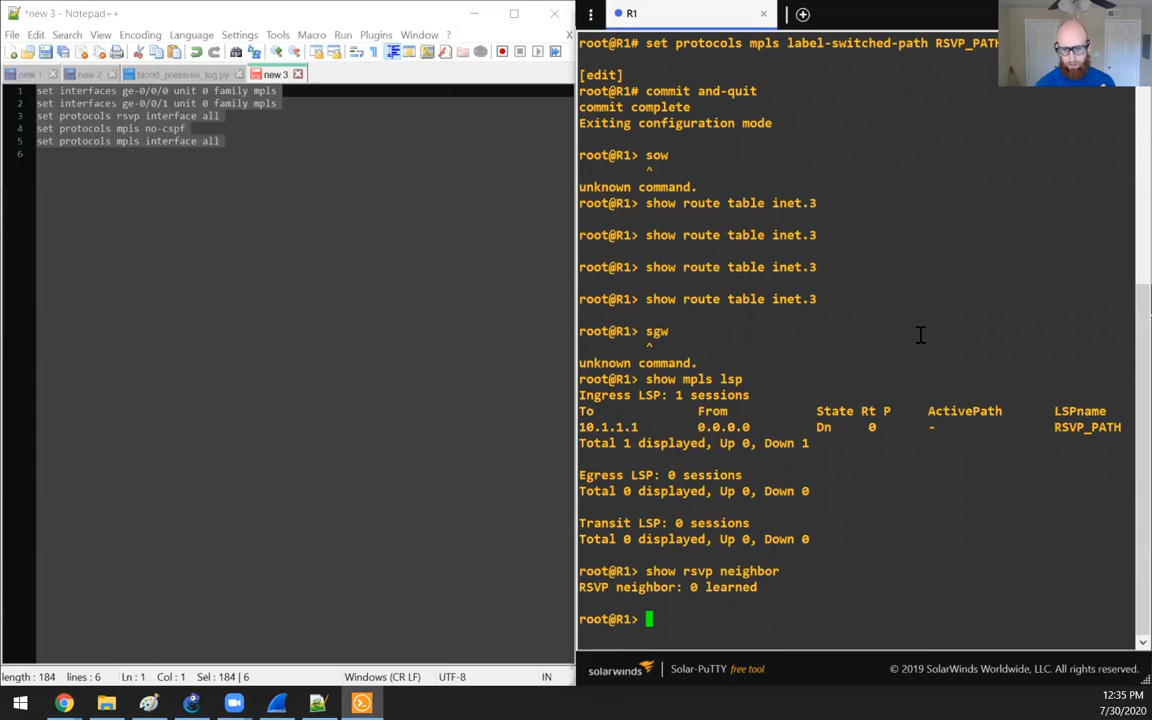 *new 3 - Notepad++
File Edit Search View Encoding Language Settings Tools Macro Run Plugins Window ?
new 1 new 2 blood_pressure_log.py new 3
1 set interfaces ge-0/0/0 unit 0 family mpls
2 set interfaces ge-0/0/1 unit 0 family mpls
3 set protocols rsvp interface all
4 set protocols mpls no-cspf
5 set protocols mpls interface all
6
length : 184 lines : 6 Ln : 1 Col : 1 Sel : 184 | 6 Windows (CR LF) UTF-8 IN
R1
root@R1# set protocols mpls label-switched-path RSVP_PATH
[edit]
root@R1# commit and-quit
commit complete
Exiting configuration mode
root@R1> sow
^
unknown command.
root@R1> show route table inet.3
root@R1> show route table inet.3
root@R1> show route table inet.3
root@R1> show route table inet.3
root@R1> sgw
^
unknown command.
root@R1> show mpls lsp
Ingress LSP: 1 sessions
To From State Rt P ActivePath LSPname
10.1.1.1 0.0.0.0 Dn 0 - RSVP_PATH
Total 1 displayed, Up 0, Down 1
Egress LSP: 0 sessions
Total 0 displayed, Up 0, Down 0
Transit LSP: 0 sessions
Total 0 displayed, Up 0, Down 0
root@R1> show rsvp neighbor
RSVP neighbor: 0 learned
root@R1>
solarwinds Solar-PuTTY free tool © 2019 SolarWinds Worldwide, LLC. All rights reserved.
12:35 PM
7/30/2020